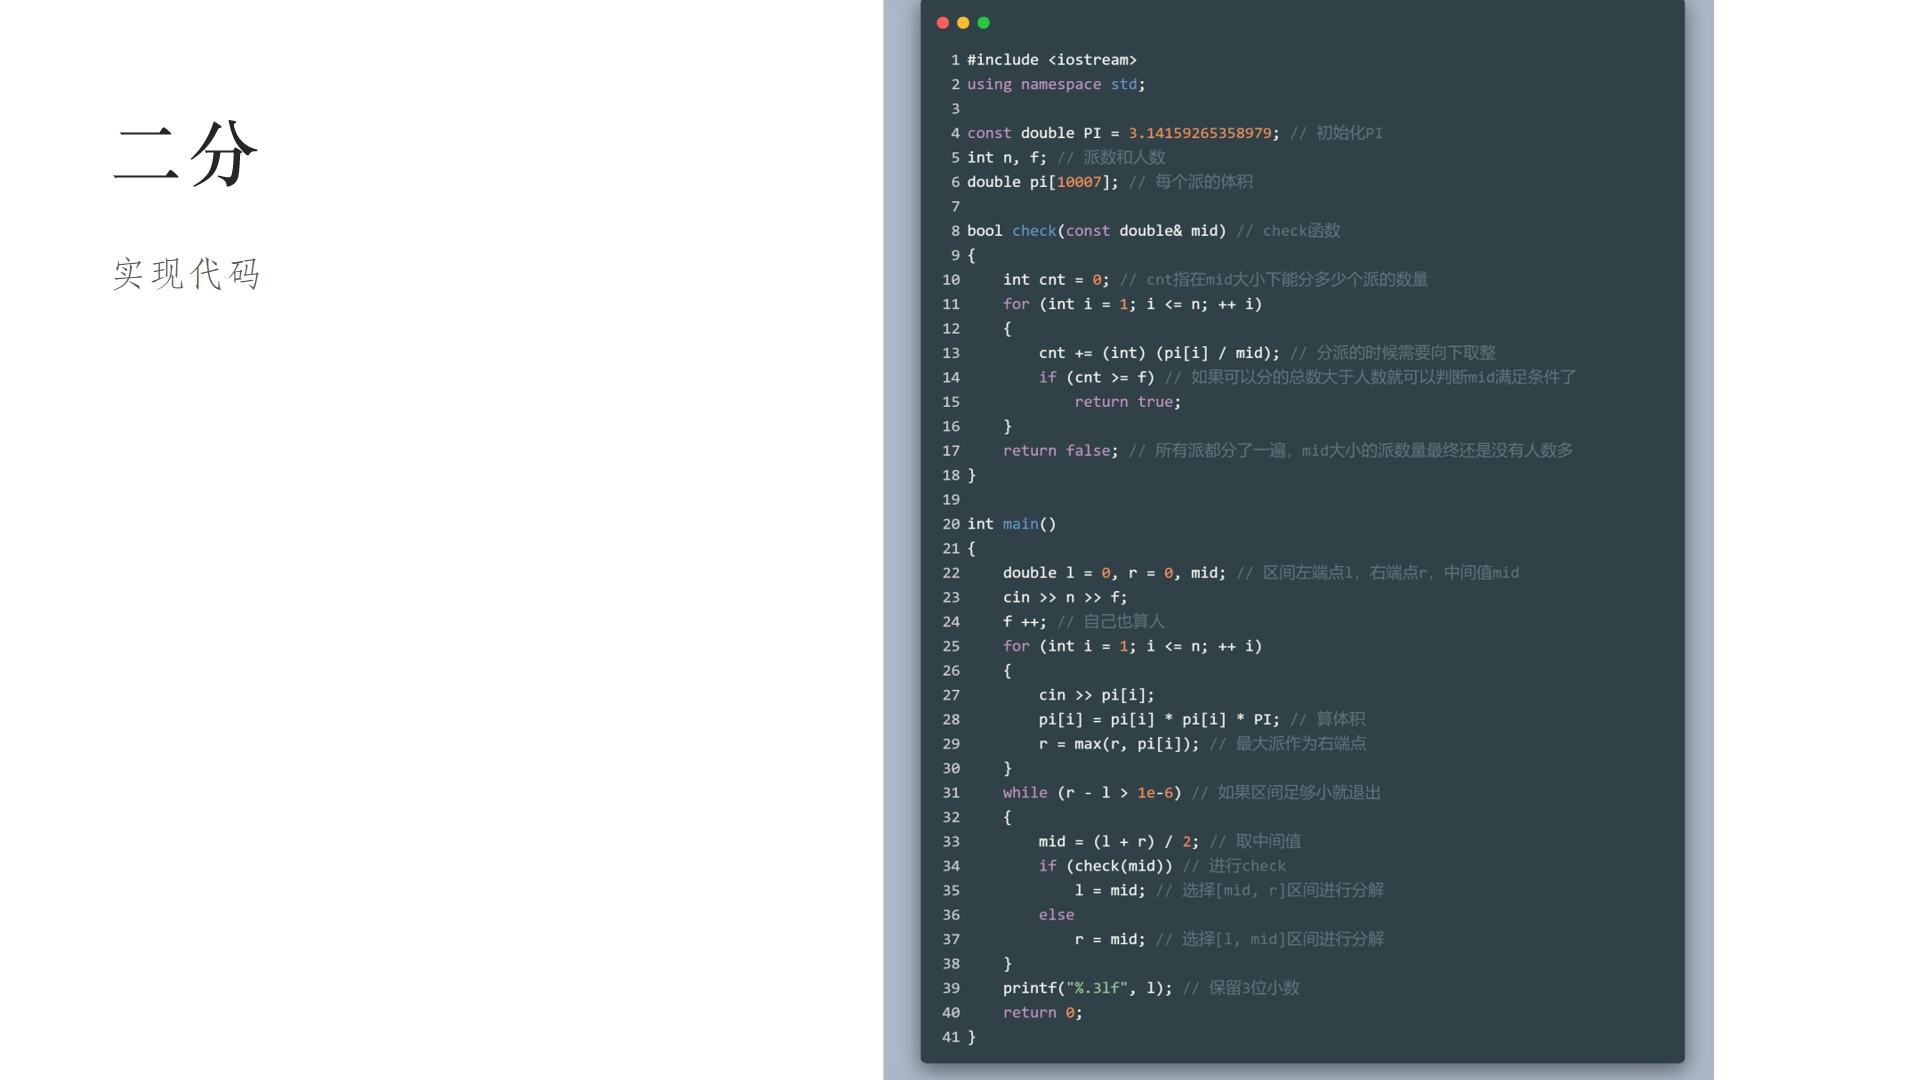 二分
实现代码
1 #include <iostream>
2 using namespace std;
3
4 const double PI = 3.14159265358979; // 初始化PI
5 int n, f; // 派数和人数
6 double pi[10007]; // 每个派的体积
7
8 bool check(const double& mid) // check函数
9 {
10     int cnt = 0; // cnt指在mid大小下能分多少个派的数量
11     for (int i = 1; i <= n; ++ i)
12     {
13         cnt += (int) (pi[i] / mid); // 分派的时候需要向下取整
14         if (cnt >= f) // 如果可以分的总数大于人数就可以判断mid满足条件了
15             return true;
16     }
17     return false; // 所有派都分了一遍，mid大小的派数量最终还是没有人数多
18 }
19
20 int main()
21 {
22     double l = 0, r = 0, mid; // 区间左端点l，右端点r，中间值mid
23     cin >> n >> f;
24     f ++; // 自己也算人
25     for (int i = 1; i <= n; ++ i)
26     {
27         cin >> pi[i];
28         pi[i] = pi[i] * pi[i] * PI; // 算体积
29         r = max(r, pi[i]); // 最大派作为右端点
30     }
31     while (r - l > 1e-6) // 如果区间足够小就退出
32     {
33         mid = (l + r) / 2; // 取中间值
34         if (check(mid)) // 进行check
35             l = mid; // 选择[mid, r]区间进行分解
36         else
37             r = mid; // 选择[l, mid]区间进行分解
38     }
39     printf("%.3lf", l); // 保留3位小数
40     return 0;
41 }